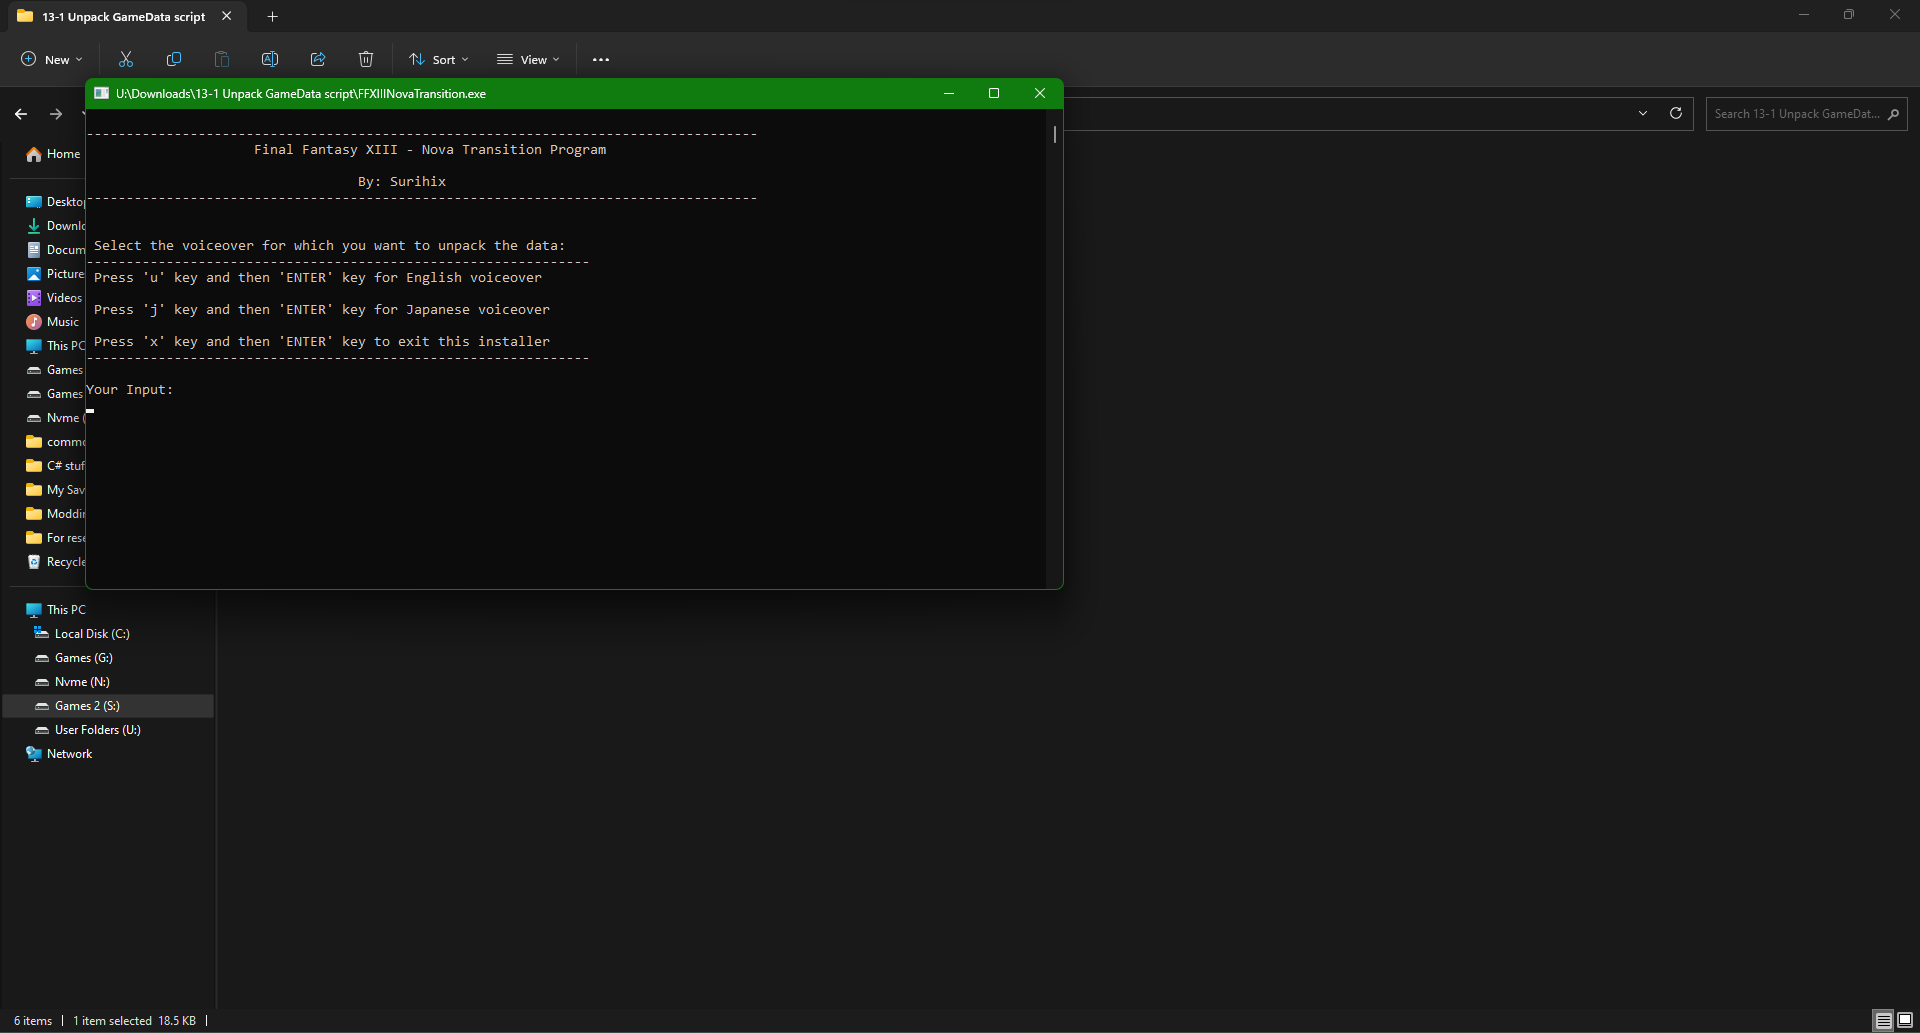 13-1 Unpack GameData script
New
Sort
View
U:\Downloads\13-1 Unpack GameData script\FFXIIINovaTransition.exe
Search 13-1 Unpack GameDat...
--------------------------------------------------------------------------------
Final Fantasy XIII - Nova Transition Program
By: Surihix
--------------------------------------------------------------------------------
Select the voiceover for which you want to unpack the data:
---------------------------------------------------------------
Press 'u' key and then 'ENTER' key for English voiceover
Press 'j' key and then 'ENTER' key for Japanese voiceover
Press 'x' key and then 'ENTER' key to exit this installer
---------------------------------------------------------------
Your Input:
Home
Deskto
Downlo
Docum
Picture
Videos
Music
This PC
Games
Games
Nvme (
commo
C# stuf
My Sav
Moddin
For rese
Recycle
This PC
Local Disk (C:)
Games (G:)
Nvme (N:)
Games 2 (S:)
User Folders (U:)
Network
6 items | 1 item selected 18.5 KB |